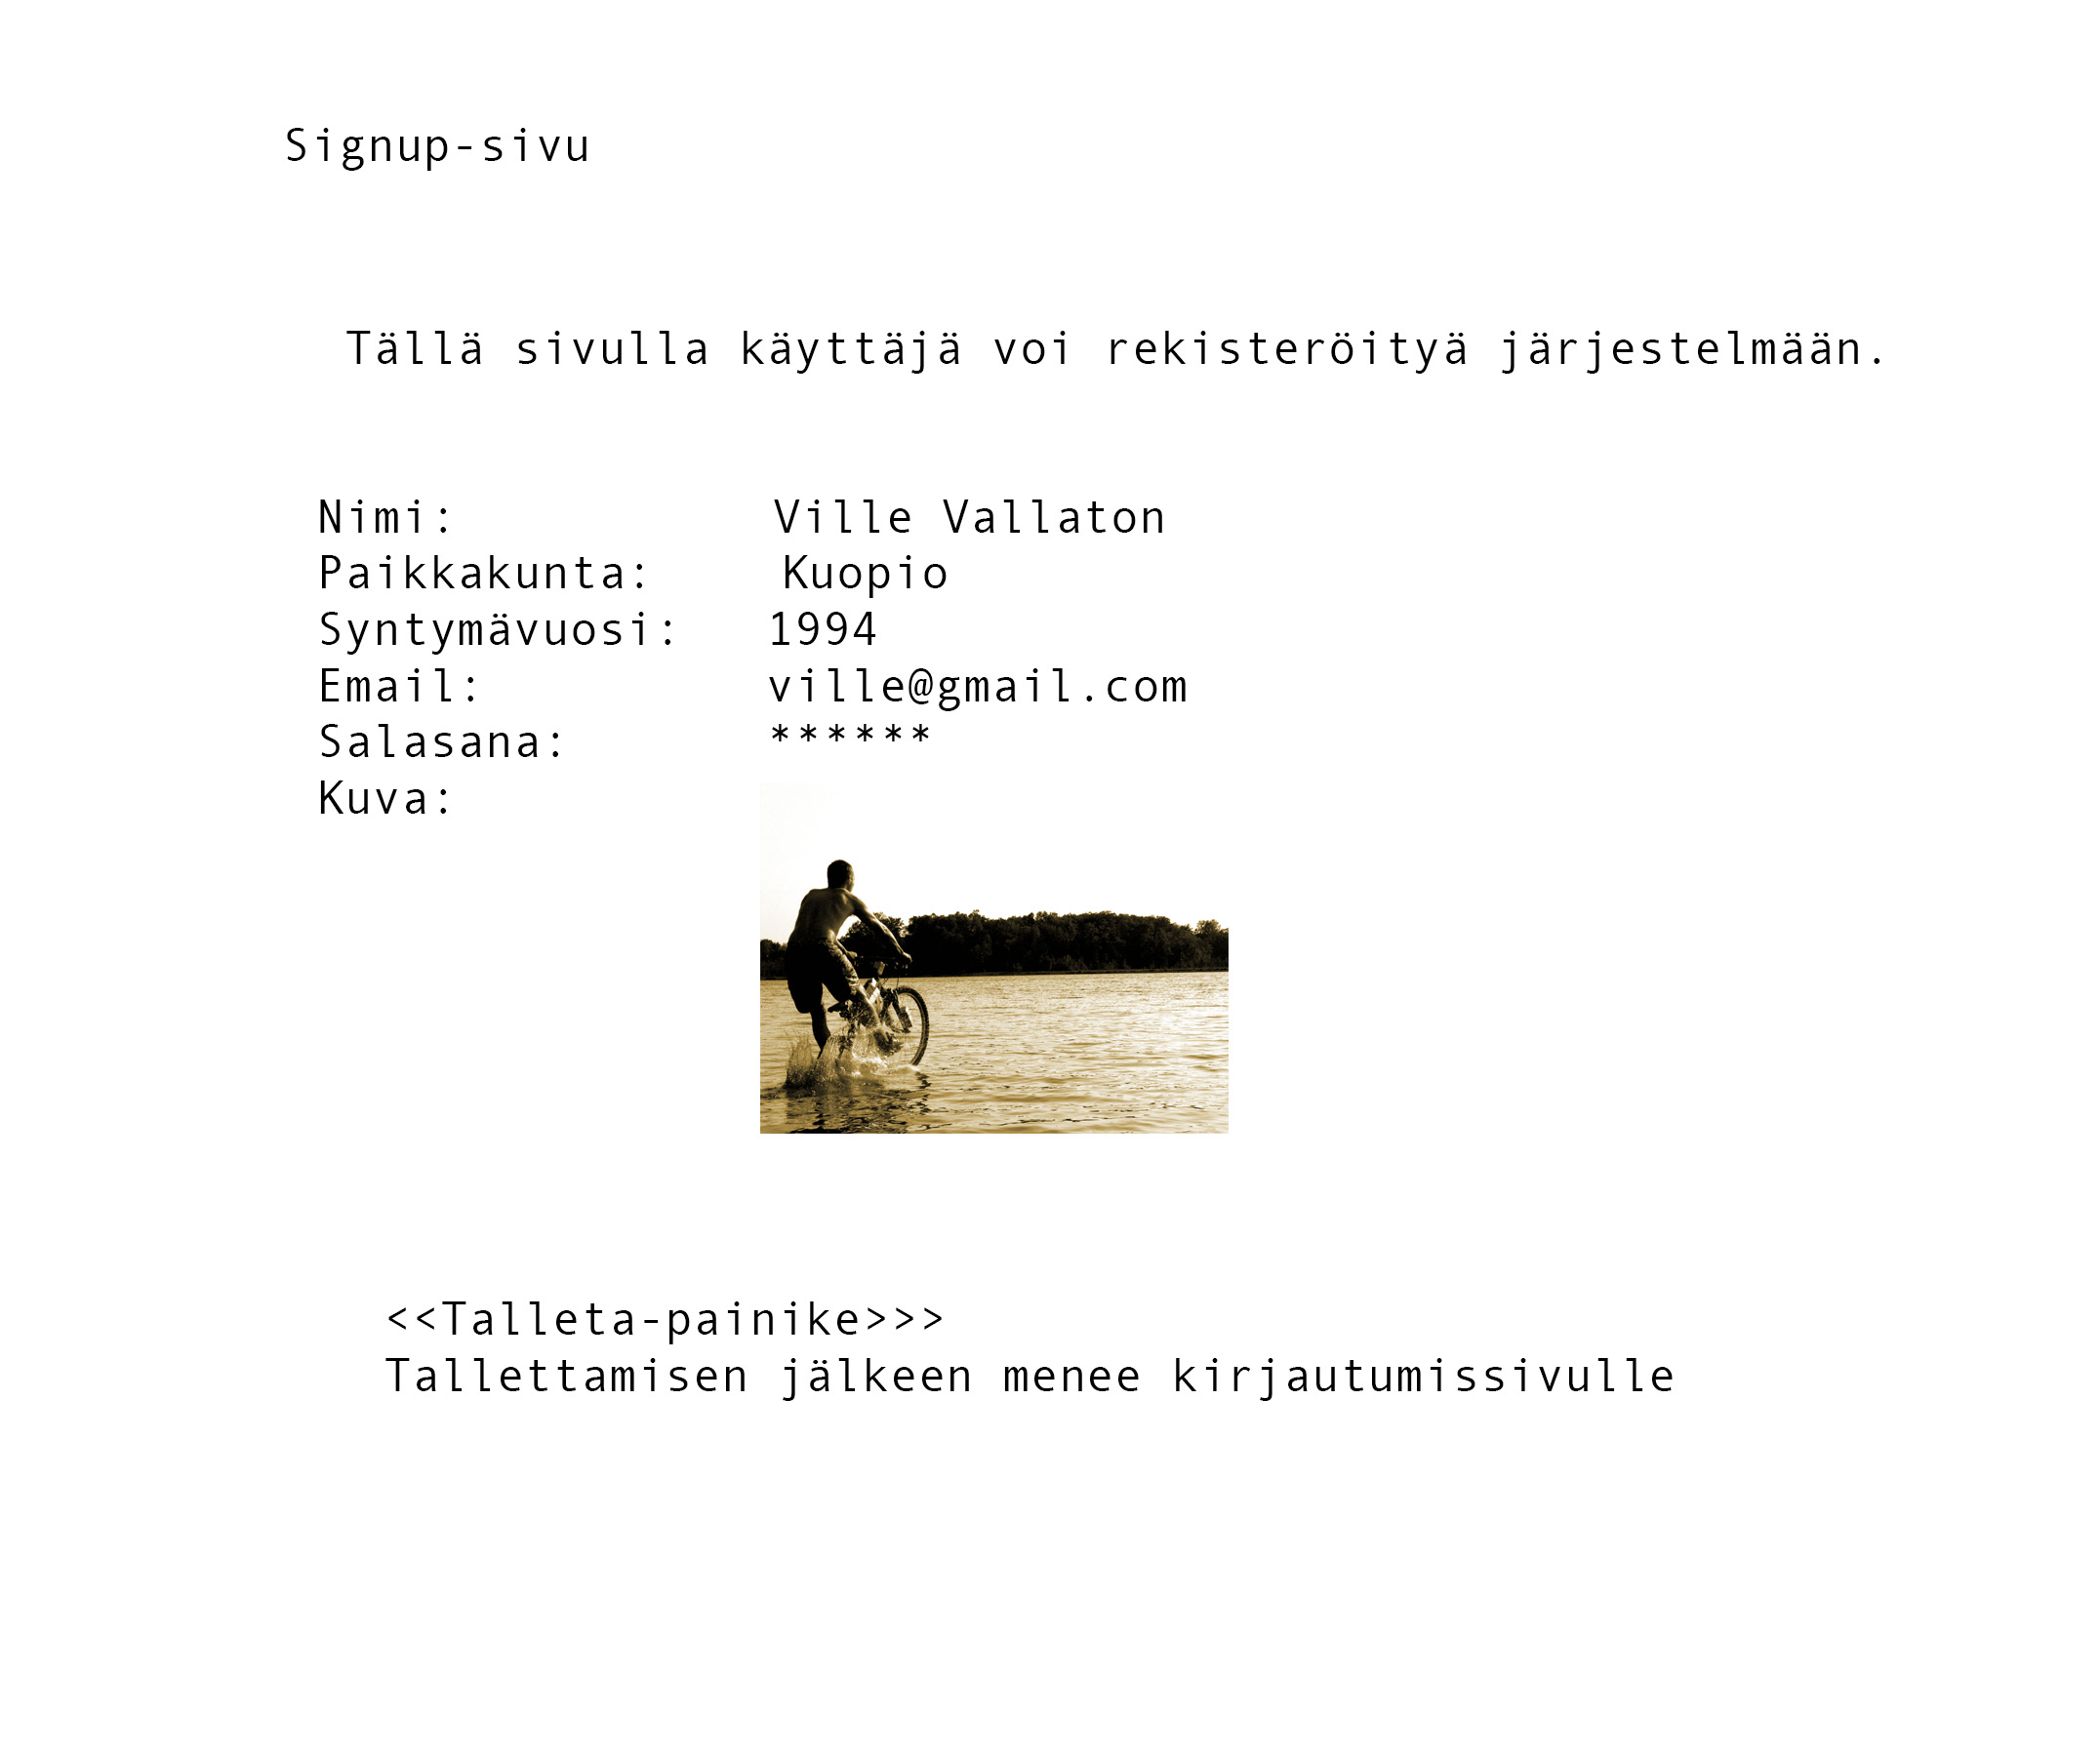 Signup-sivu
Tällä sivulla käyttäjä voi rekisteröityä järjestelmään.
Nimi: Ville Vallaton
Paikkakunta: Kuopio
Syntymävuosi: 1994
Email: ville@gmail.com
Salasana: ******
Kuva:
<<Talleta-painike>>>
Tallettamisen jälkeen menee kirjautumissivulle